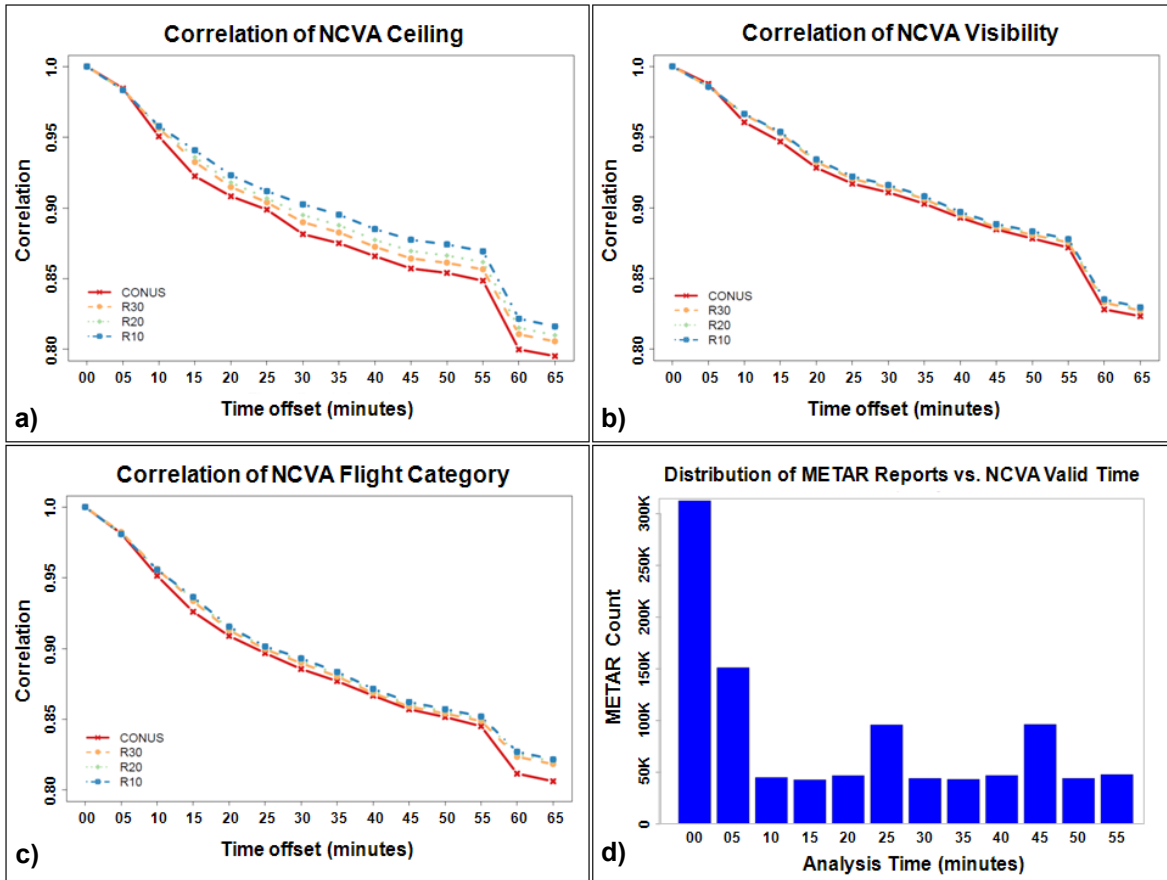 Correlation of NCVA Ceiling
Correlation
1.0
0.95
0.90
0.85
0.80
CONUS
R30
R20
R10
00 05 10 15 20 25 30 35 40 45 50 55 60 65
Time offset (minutes)
a)
Correlation of NCVA Visibility
Correlation
1.0
0.95
0.90
0.85
0.80
CONUS
R30
R20
R10
00 05 10 15 20 25 30 35 40 45 50 55 60 65
Time offset (minutes)
b)
Correlation of NCVA Flight Category
Correlation
1.0
0.95
0.90
0.85
0.80
CONUS
R30
R20
R10
00 05 10 15 20 25 30 35 40 45 50 55 60 65
Time offset (minutes)
c)
Distribution of METAR Reports vs. NCVA Valid Time
METAR Count
300K
250K
200K
150K
100K
50K
0
00 05 10 15 20 25 30 35 40 45 50 55
Analysis Time (minutes)
d)